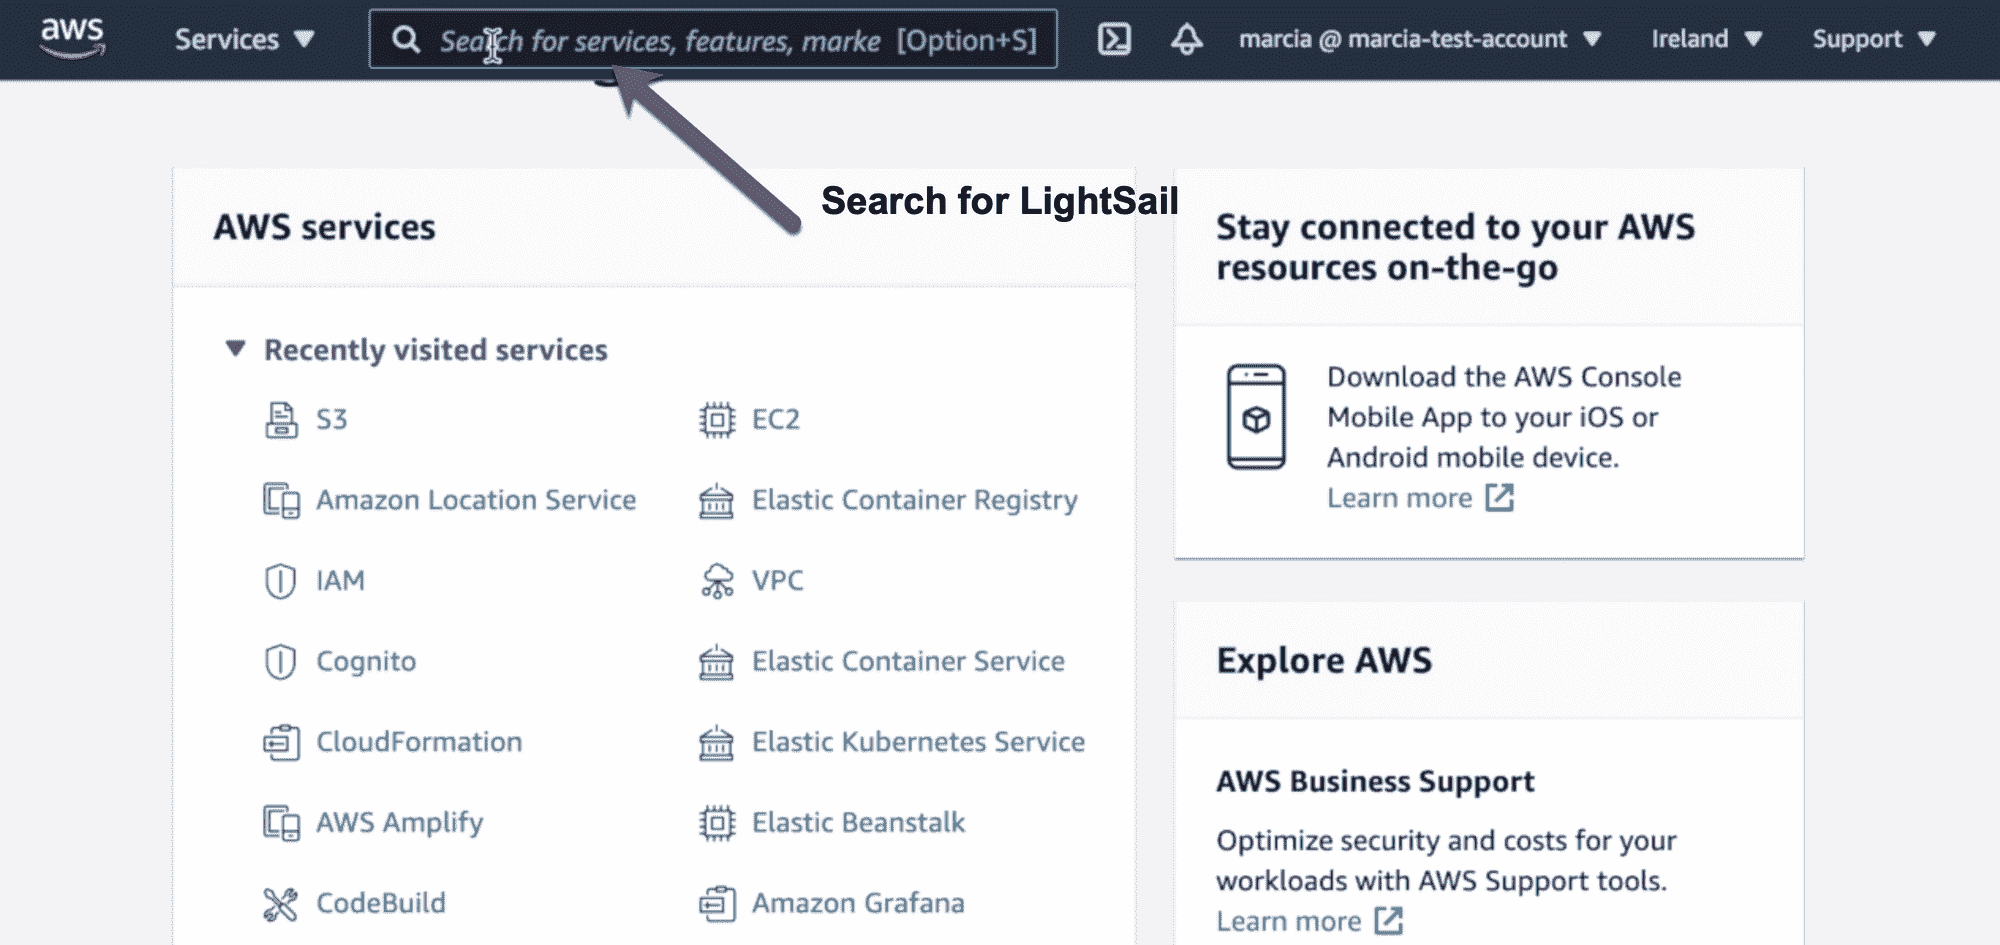 aws
Services
Search for services, features, marke [Option+S]
marcia @ marcia-test-account
Ireland
Support
Search for LightSail
AWS services
Recently visited services
S3
EC2
Amazon Location Service
Elastic Container Registry
IAM
VPC
Cognito
Elastic Container Service
CloudFormation
Elastic Kubernetes Service
AWS Amplify
Elastic Beanstalk
CodeBuild
Amazon Grafana
Stay connected to your AWS
resources on-the-go
Download the AWS Console
Mobile App to your iOS or
Android mobile device.
Learn more
Explore AWS
AWS Business Support
Optimize security and costs for your
workloads with AWS Support tools.
Learn more